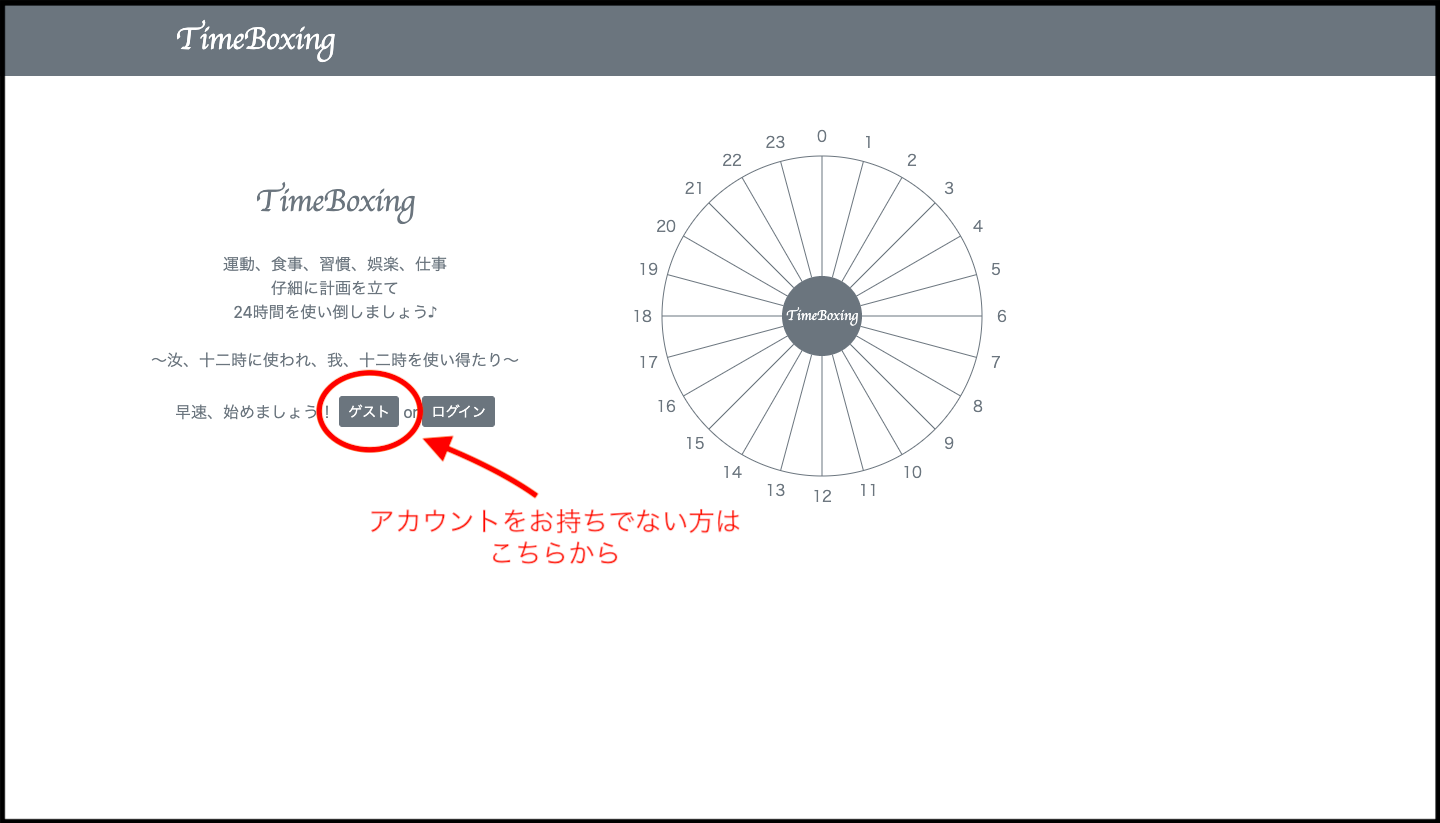 TimeBoxing
TimeBoxing
運動、食事、習慣、娯楽、仕事
仔細に計画を立て
24時間を使い倒しましょう♪
〜汝、十二時に使われ、我、十二時を使い得たり〜
早速、始めましょう！ ゲスト or ログイン
アカウントをお持ちでない方は
こちらから
0
1
2
3
4
5
6
7
8
9
10
11
12
13
14
15
16
17
18
19
20
21
22
23
TimeBoxing